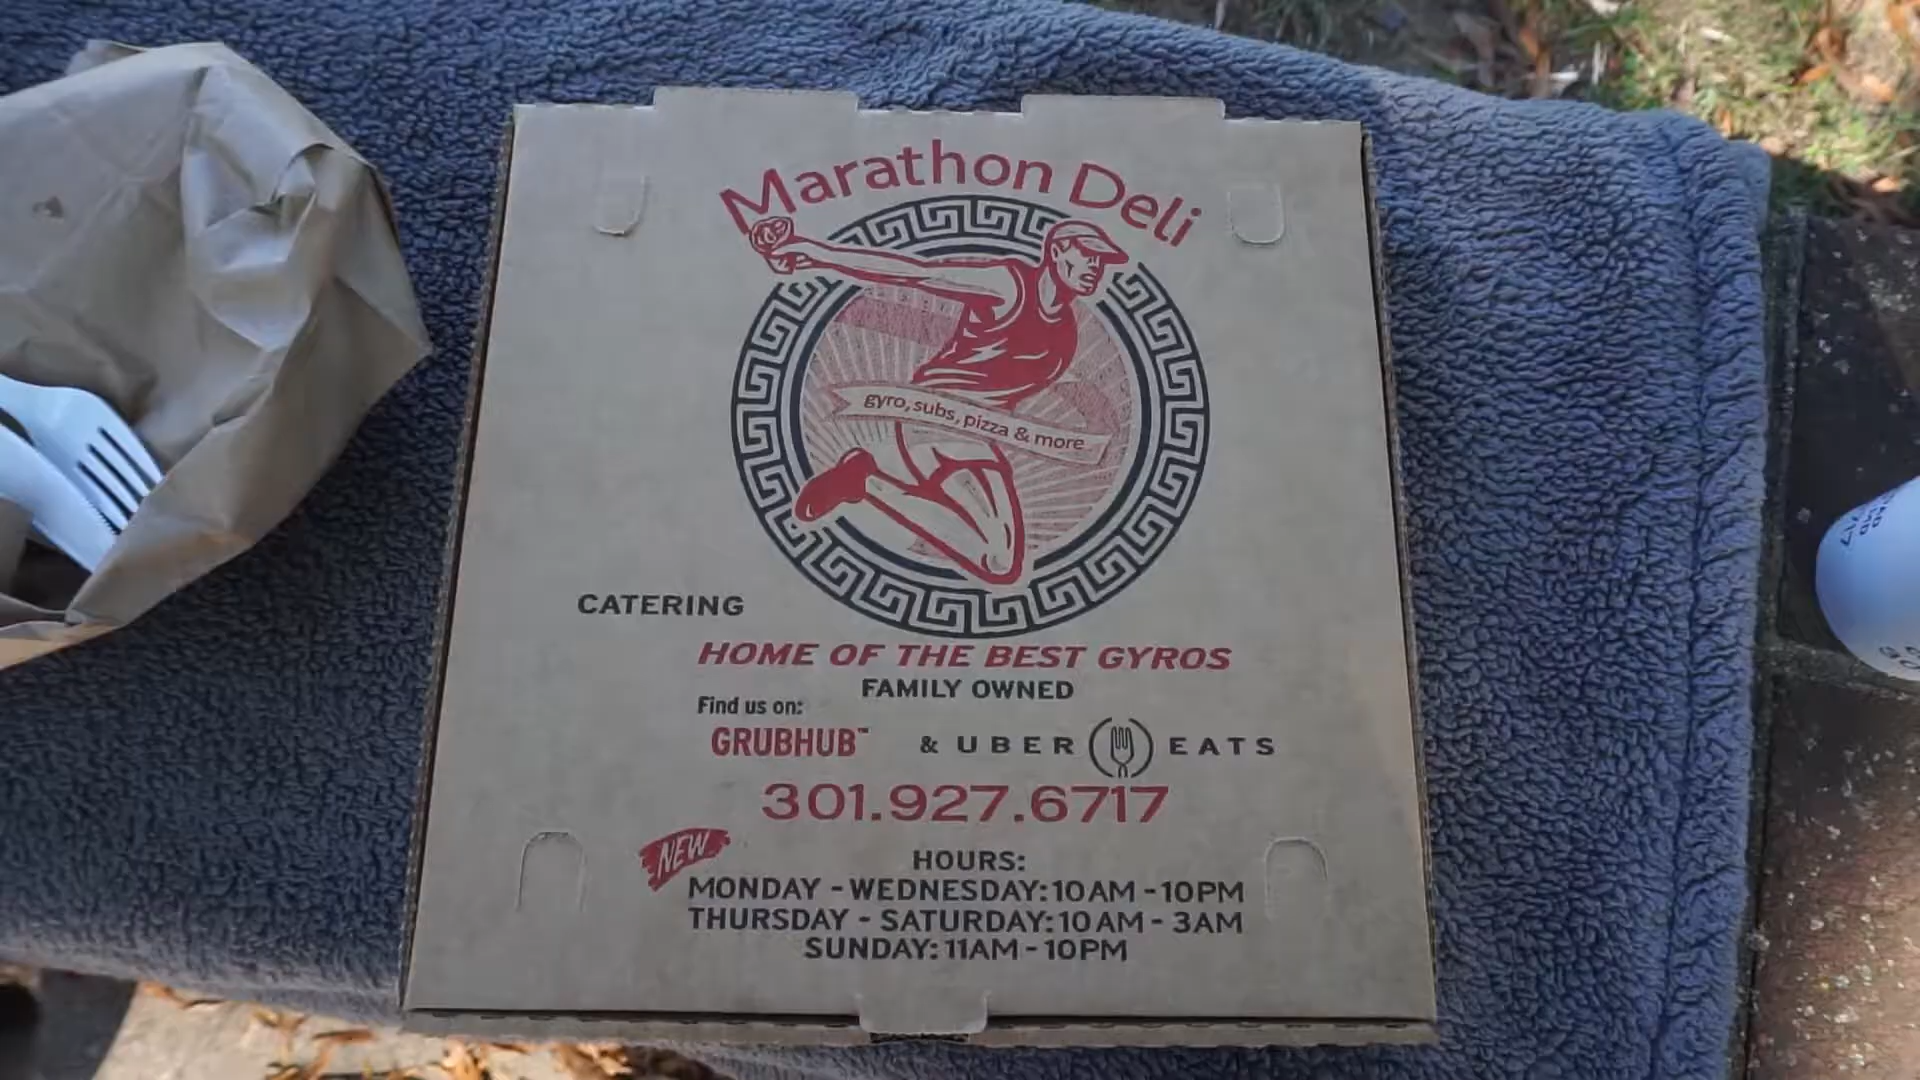 Marathon Deli
gyro, subs, pizza & more
CATERING
HOME OF THE BEST GYROS
FAMILY OWNED
Find us on:
GRUBHUB™ & UBER EATS
301.927.6717
NEW
HOURS:
MONDAY - WEDNESDAY: 10AM - 10PM
THURSDAY - SATURDAY: 10AM - 3AM
SUNDAY: 11AM - 10PM